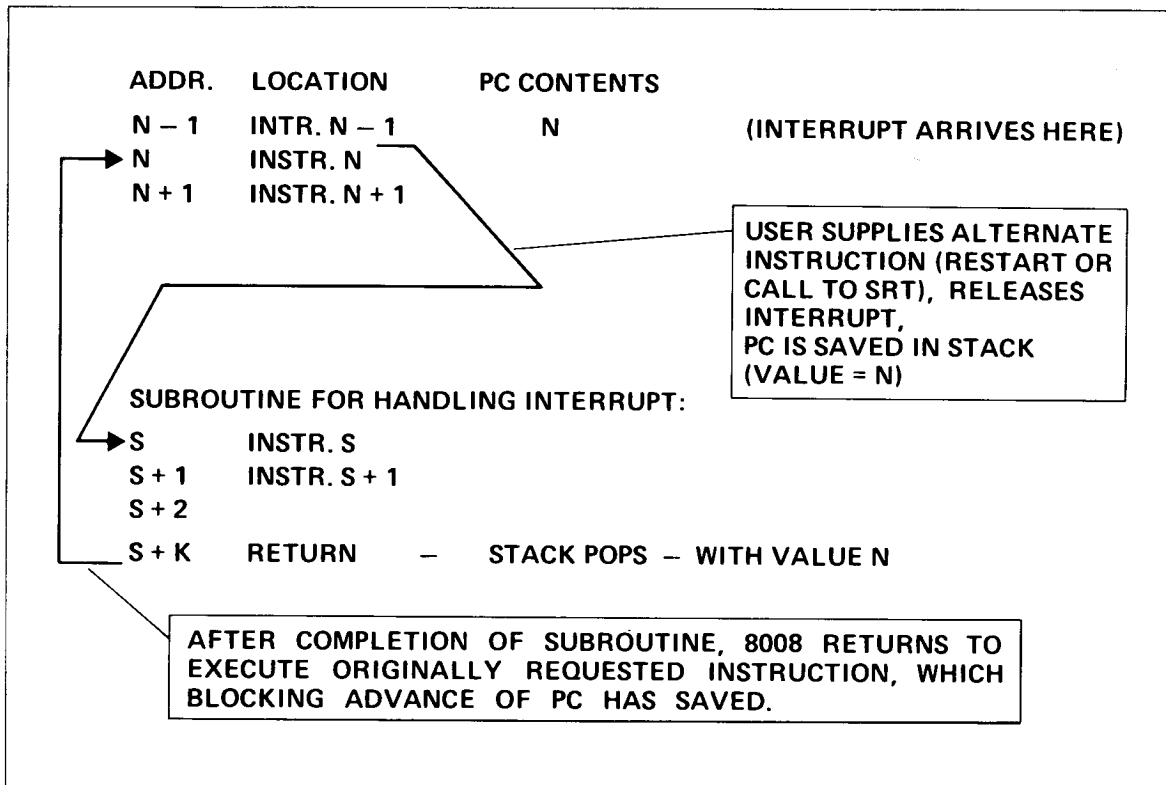 ADDR. LOCATION PC CONTENTS
N – 1 INTR. N – 1 N (INTERRUPT ARRIVES HERE)
N INSTR. N
N + 1 INSTR. N + 1
USER SUPPLIES ALTERNATE
INSTRUCTION (RESTART OR
CALL TO SRT), RELEASES
INTERRUPT,
PC IS SAVED IN STACK
(VALUE = N)
SUBROUTINE FOR HANDLING INTERRUPT:
S INSTR. S
S + 1 INSTR. S + 1
S + 2
S + K RETURN – STACK POPS – WITH VALUE N
AFTER COMPLETION OF SUBROUTINE, 8008 RETURNS TO
EXECUTE ORIGINALLY REQUESTED INSTRUCTION, WHICH
BLOCKING ADVANCE OF PC HAS SAVED.